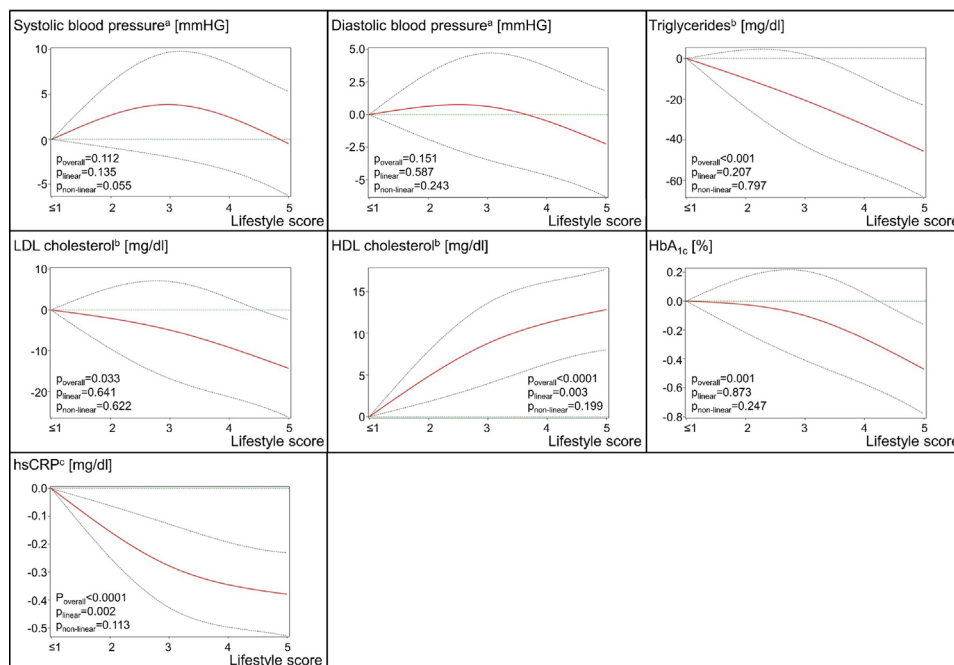 Systolic blood pressureᵃ [mmHG]
10
5
0
-5
p_overall=0.112
p_linear=0.135
p_non-linear=0.055
≤1 2 3 4 5
Lifestyle score
Diastolic blood pressureᵃ [mmHG]
5.0
2.5
0.0
-2.5
-5
p_overall=0.151
p_linear=0.587
p_non-linear=0.243
≤1 2 3 4 5
Lifestyle score
Triglyceridesᵇ [mg/dl]
0
-20
-40
-60
p_overall<0.001
p_linear=0.207
p_non-linear=0.797
≤1 2 3 4 5
Lifestyle score
LDL cholesterolᵇ [mg/dl]
10
0
-10
-20
p_overall=0.033
p_linear=0.641
p_non-linear=0.622
≤1 2 3 4 5
Lifestyle score
HDL cholesterolᵇ [mg/dl]
15
10
5
0
p_overall<0.0001
p_linear=0.003
p_non-linear=0.199
≤1 2 3 4 5
Lifestyle score
HbA₁c [%]
0.2
0.0
-0.2
-0.4
-0.6
-0.8
p_overall=0.001
p_linear=0.873
p_non-linear=0.247
≤1 2 3 4 5
Lifestyle score
hsCRPᶜ [mg/dl]
0.0
-0.1
-0.2
-0.3
-0.4
-0.5
P_overall<0.0001
p_linear=0.002
p_non-linear=0.113
≤1 2 3 4 5
Lifestyle score